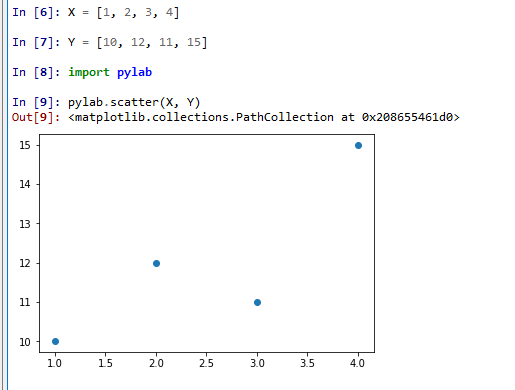 In [6]: X = [1, 2, 3, 4]
In [7]: Y = [10, 12, 11, 15]
In [8]: import pylab
In [9]: pylab.scatter(X, Y)
Out[9]: <matplotlib.collections.PathCollection at 0x208655461d0>
15
14
13
12
11
10
1.0 1.5 2.0 2.5 3.0 3.5 4.0